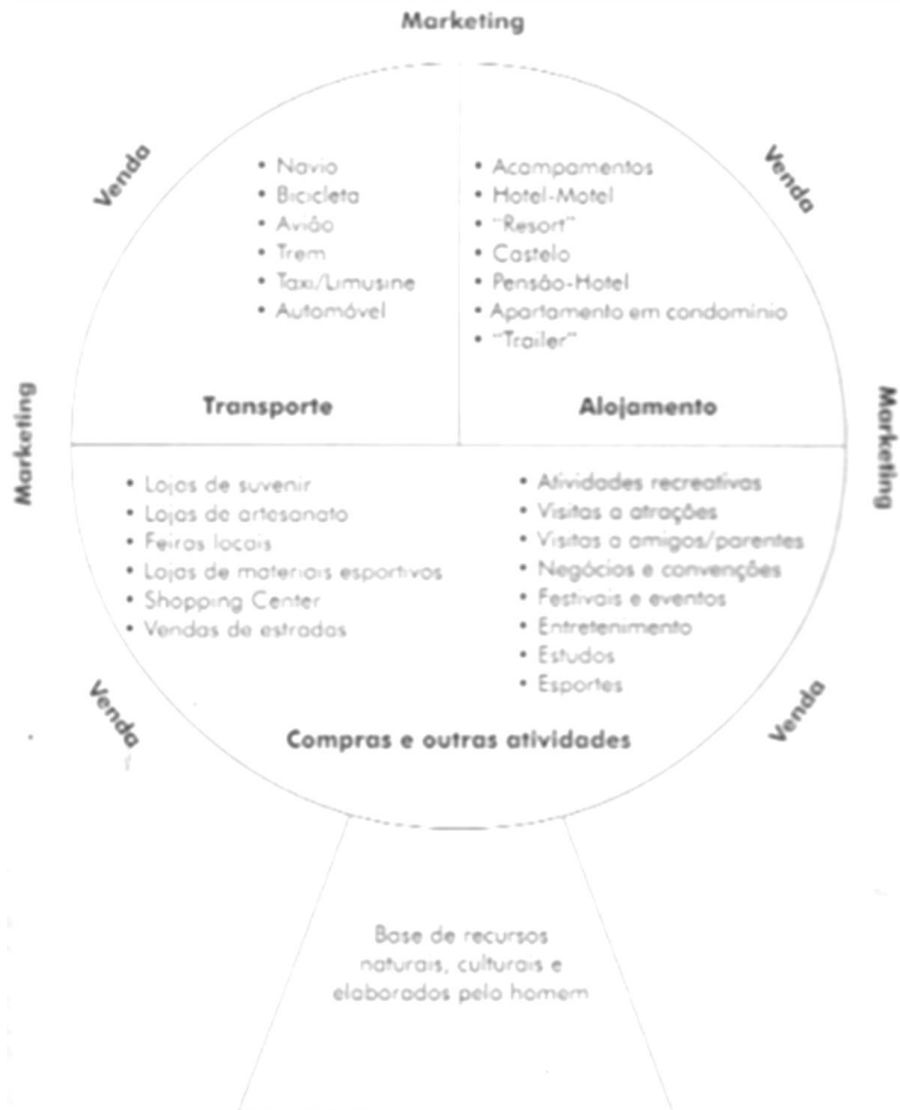 Marketing
Venda
Venda
• Navio
• Bicicleta
• Avião
• Trem
• Taxi/Limusine
• Automóvel
Transporte
• Acampamentos
• Hotel-Motel
• "Resort"
• Castelo
• Pensão-Hotel
• Apartamento em condomínio
• "Trailer"
Alojamento
Marketing
Marketing
• Lojas de suvenir
• Lojas de artesanato
• Feiras locais
• Lojas de materiais esportivos
• Shopping Center
• Vendas de estradas
• Atividades recreativas
• Visitas a atrações
• Visitas a amigos/parentes
• Negócios e convenções
• Festivais e eventos
• Entretenimento
• Estudos
• Esportes
Compras e outras atividades
Venda
Venda
Base de recursos
naturais, culturais e
elaborados pelo homem